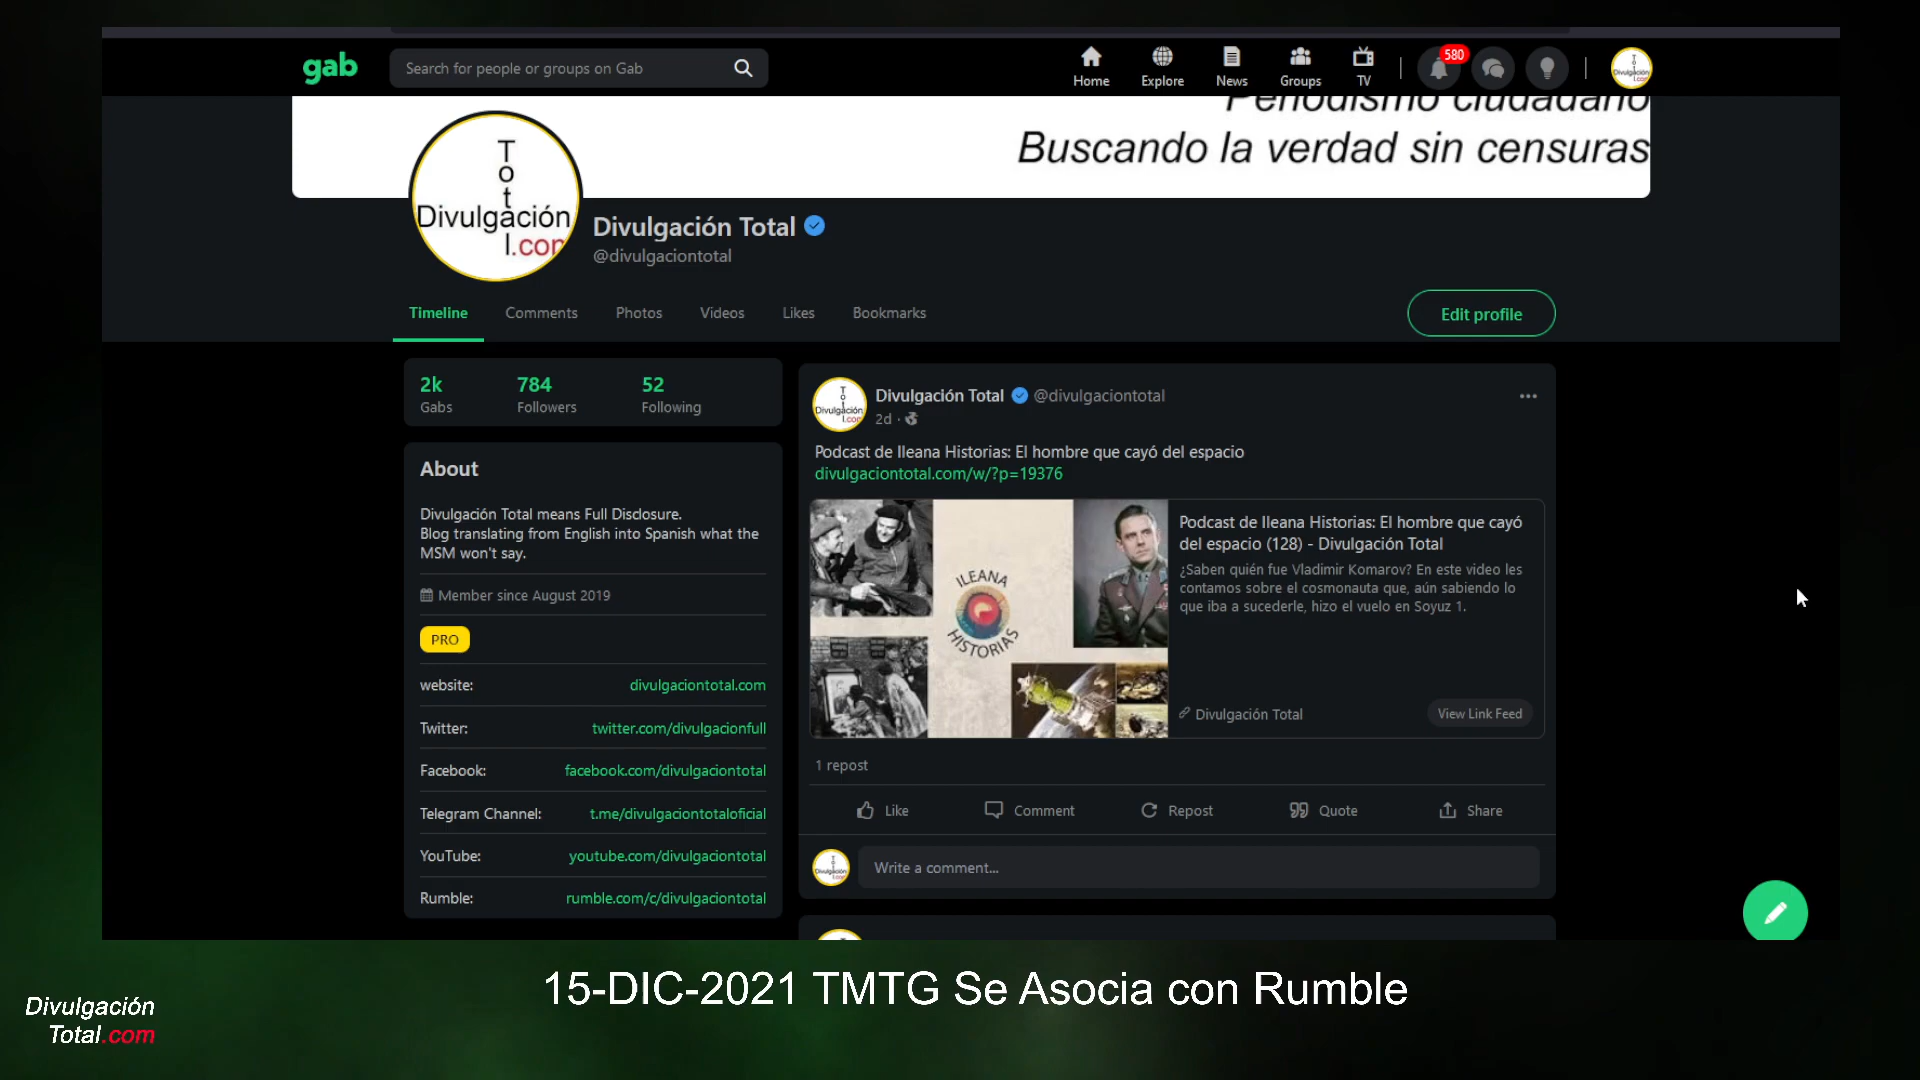 gab
Search for people or groups on Gab
Home
Explore
News
Groups
TV
580
Periodismo ciudadano
Buscando la verdad sin censuras
Total
Divulgación
.com
Divulgación Total
@divulgaciontotal
Timeline
Comments
Photos
Videos
Likes
Bookmarks
Edit profile
2k
784
52
Gabs
Followers
Following
About
Divulgación Total means Full Disclosure.
Blog translating from English into Spanish what the
MSM won't say.
Member since August 2019
PRO
website: divulgaciontotal.com
Twitter: twitter.com/divulgacionfull
Facebook: facebook.com/divulgaciontotal
Telegram Channel: t.me/divulgaciontotaloficial
YouTube: youtube.com/divulgaciontotal
Rumble: rumble.com/c/divulgaciontotal
Divulgación Total @divulgaciontotal
2d ·
Podcast de Ileana Historias: El hombre que cayó del espacio
divulgaciontotal.com/w/?p=19376
ILEANA
HISTORIAS
Podcast de Ileana Historias: El hombre que cayó
del espacio (128) - Divulgación Total
¿Saben quién fue Vladimir Komarov? En este video les
contamos sobre el cosmonauta que, aún sabiendo lo
que iba a sucederle, hizo el vuelo en Soyuz 1.
Divulgación Total
View Link Feed
1 repost
Like
Comment
Repost
Quote
Share
Write a comment...
15-DIC-2021 TMTG Se Asocia con Rumble
Divulgación
Total.com